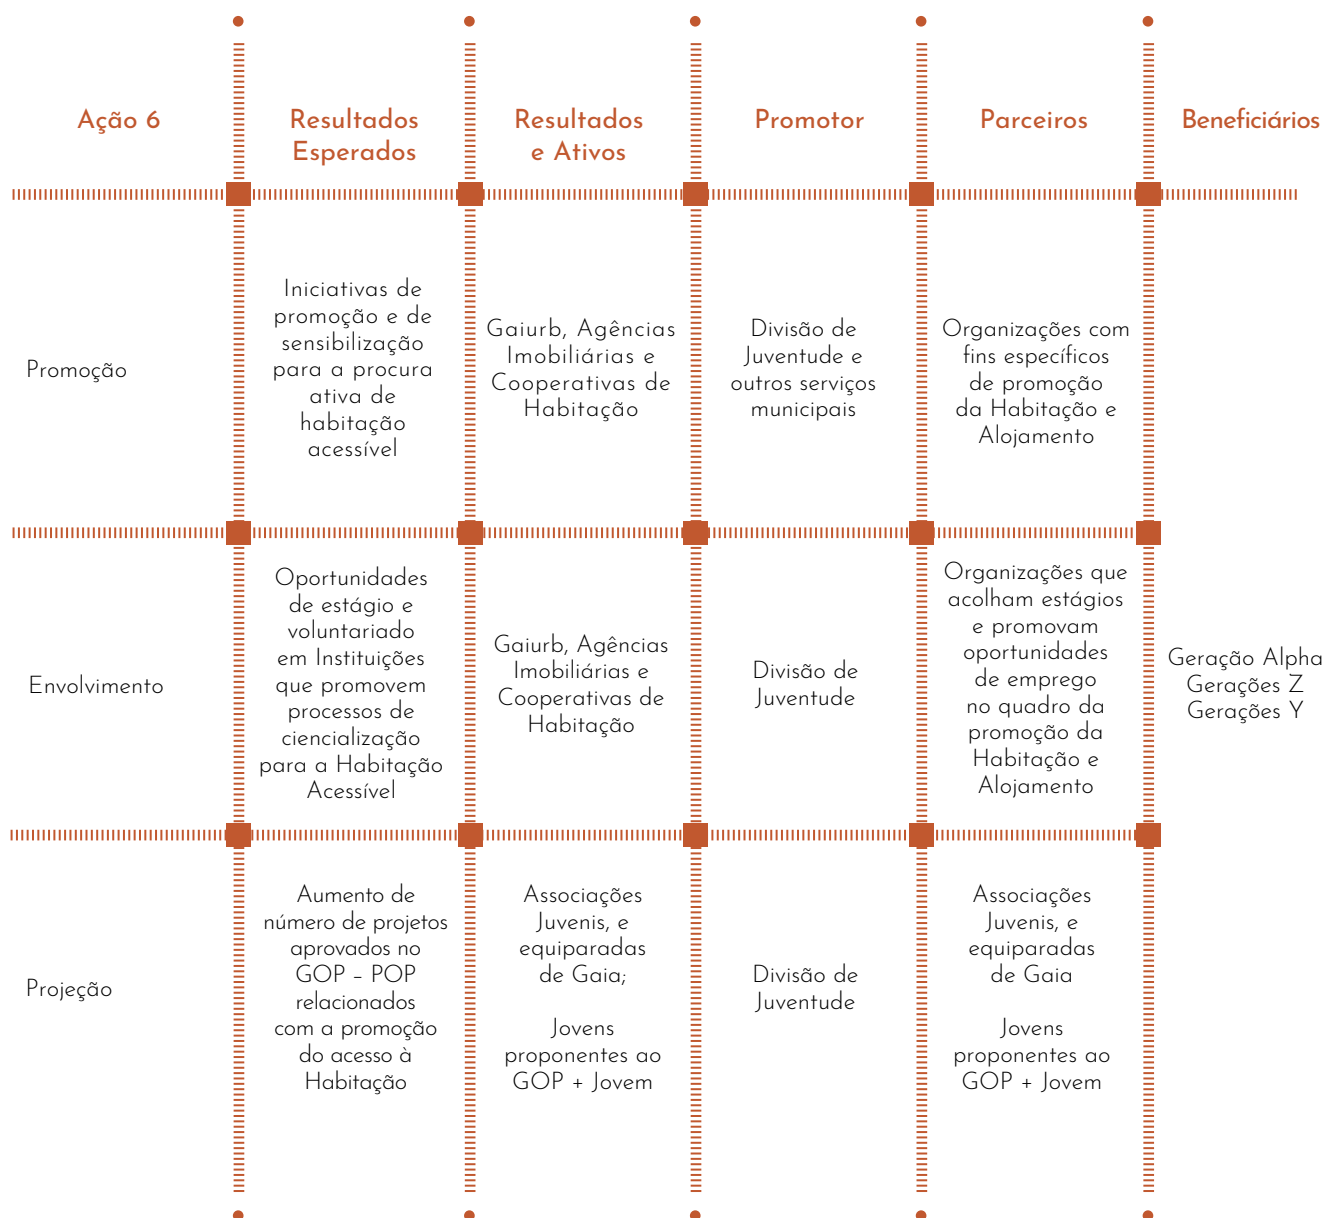 Ação 6
Resultados
Esperados
Resultados
e Ativos
Promotor
Parceiros
Beneficiários
Promoção
Iniciativas de
promoção e de
sensibilização
para a procura
ativa de
habitação
acessível
Gaiurb, Agências
Imobiliárias e
Cooperativas de
Habitação
Divisão de
Juventude e
outros serviços
municipais
Organizações com
fins específicos
de promoção
da Habitação e
Alojamento
Envolvimento
Oportunidades
de estágio e
voluntariado
em Instituições
que promovem
processos de
ciencialização
para a Habitação
Acessível
Gaiurb, Agências
Imobiliárias e
Cooperativas de
Habitação
Divisão de
Juventude
Organizações que
acolham estágios
e promovam
oportunidades
de emprego
no quadro da
promoção da
Habitação e
Alojamento
Geração Alpha
Gerações Z
Gerações Y
Projeção
Aumento de
número de projetos
aprovados no
GOP – POP
relacionados
com a promoção
do acesso à
Habitação
Associações
Juvenis, e
equiparadas
de Gaia;
Jovens
proponentes ao
GOP + Jovem
Divisão de
Juventude
Associações
Juvenis, e
equiparadas
de Gaia
Jovens
proponentes ao
GOP + Jovem